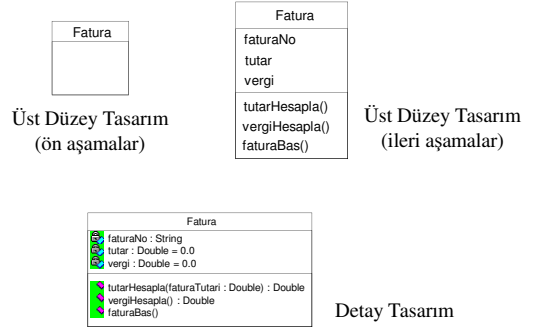 Fatura
Üst Düzey Tasarım
(ön aşamalar)
Fatura
faturaNo
tutar
vergi
tutarHesapla()
vergiHesapla()
faturaBas()
Üst Düzey Tasarım
(ileri aşamalar)
Fatura
faturaNo : String
tutar : Double = 0.0
vergi : Double = 0.0
tutarHesapla(faturaTutari : Double) : Double
vergiHesapla() : Double
faturaBas()
Detay Tasarım